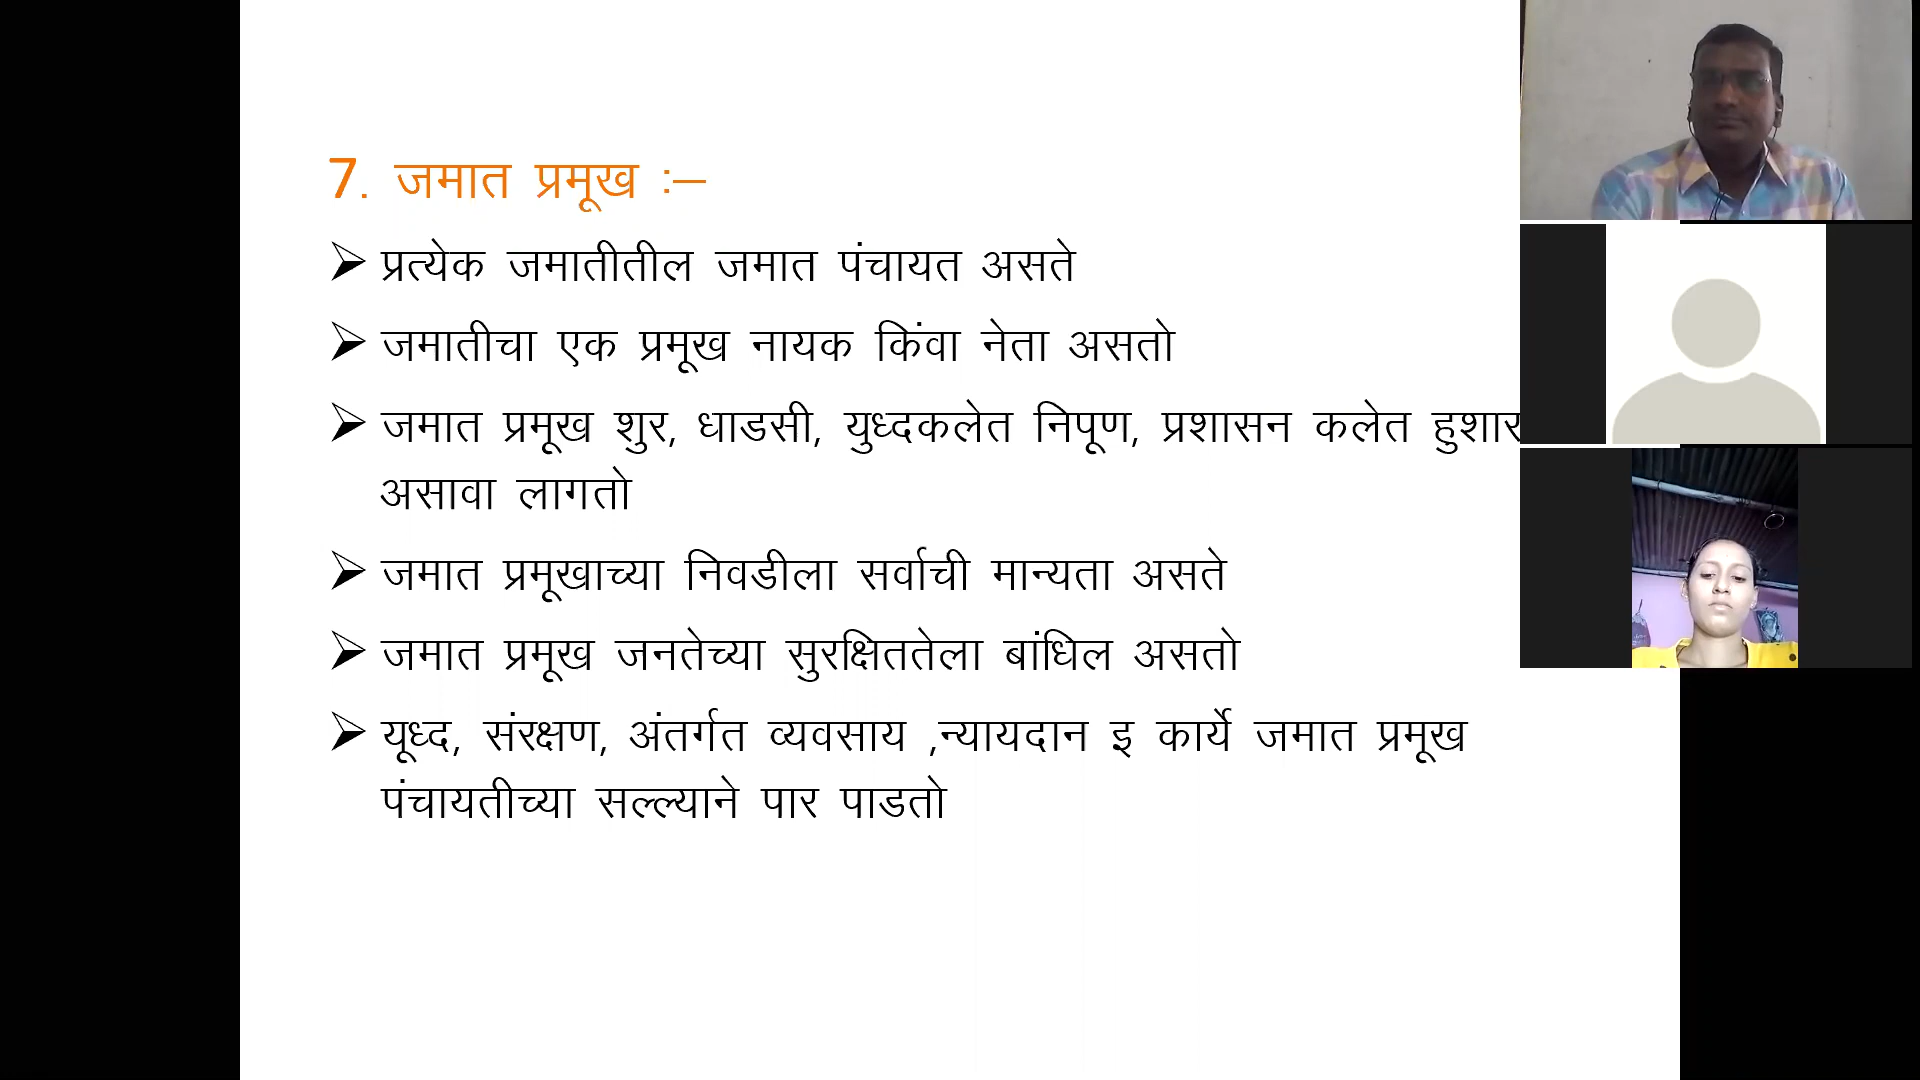 7. जमात प्रमूख :–
➢ प्रत्येक जमातीतील जमात पंचायत असते
➢ जमातीचा एक प्रमूख नायक किंवा नेता असतो
➢ जमात प्रमूख शुर, धाडसी, युध्दकलेत निपूण, प्रशासन कलेत हुशार
असावा लागतो
➢ जमात प्रमूखाच्या निवडीला सर्वाची मान्यता असते
➢ जमात प्रमूख जनतेच्या सुरक्षिततेला बांधिल असतो
➢ यूध्द, संरक्षण, अंतर्गत व्यवसाय ,न्यायदान इ कार्ये जमात प्रमूख
पंचायतीच्या सल्ल्याने पार पाडतो